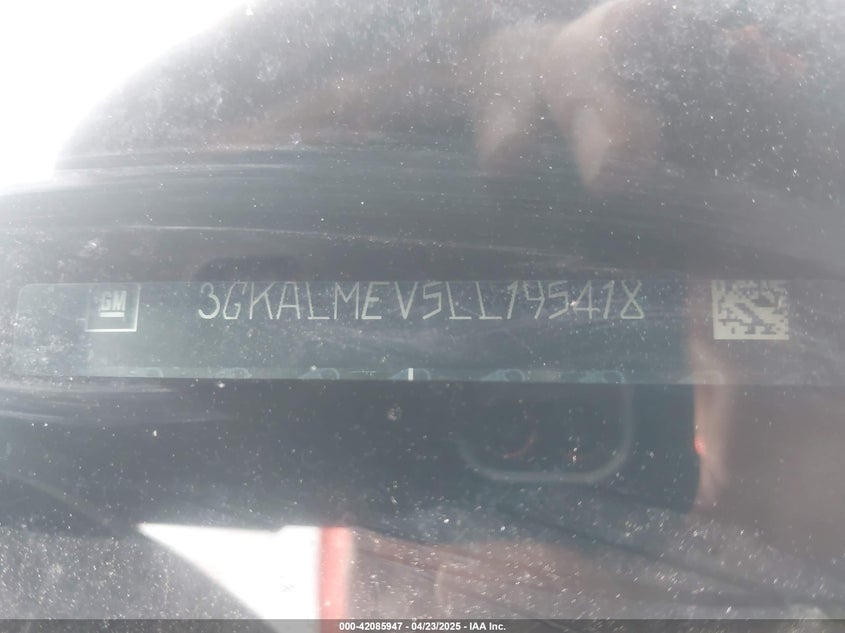 GM 3GKALMEV5LL195418
000-42085947 - 04/23/2025 - IAA Inc.